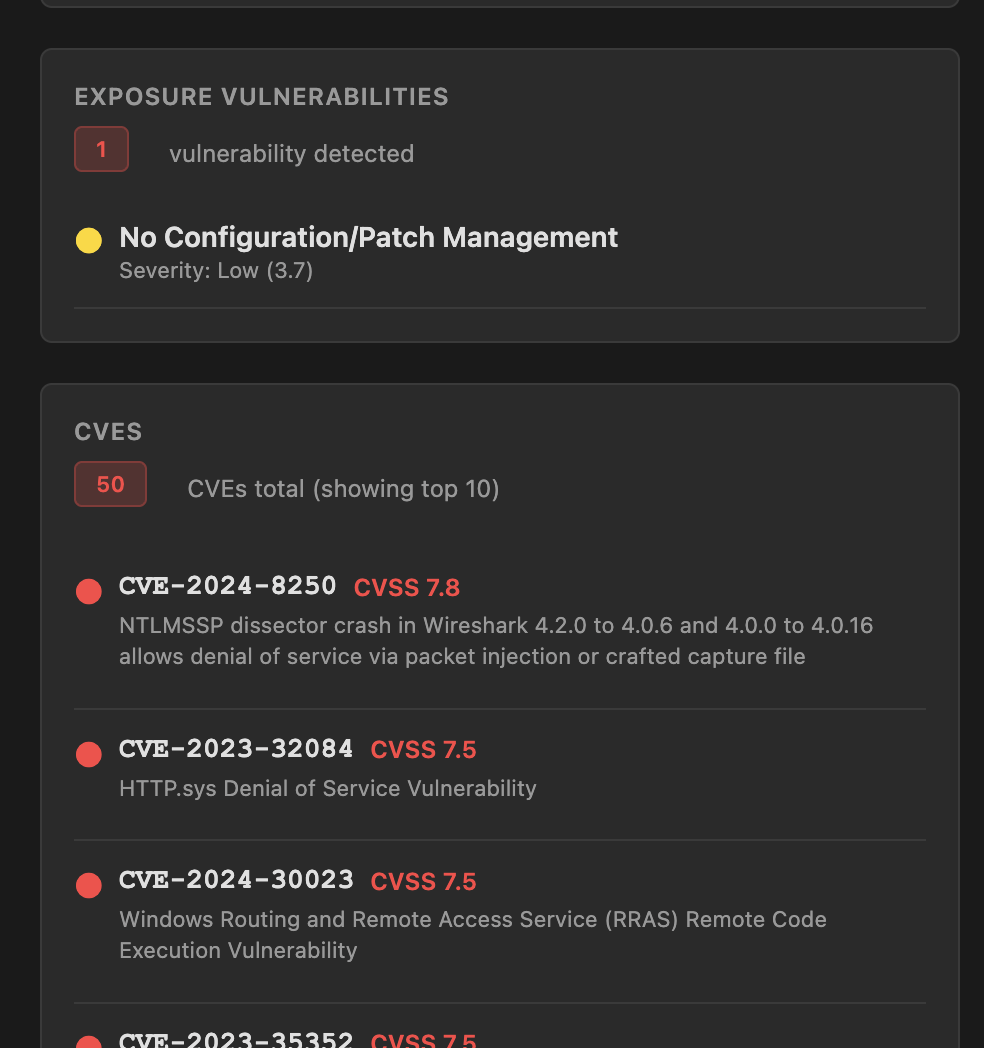 EXPOSURE VULNERABILITIES
1 vulnerability detected
No Configuration/Patch Management
Severity: Low (3.7)
CVES
50 CVEs total (showing top 10)
CVE-2024-8250 CVSS 7.8
NTLMSSP dissector crash in Wireshark 4.2.0 to 4.0.6 and 4.0.0 to 4.0.16
allows denial of service via packet injection or crafted capture file
CVE-2023-32084 CVSS 7.5
HTTP.sys Denial of Service Vulnerability
CVE-2024-30023 CVSS 7.5
Windows Routing and Remote Access Service (RRAS) Remote Code
Execution Vulnerability
CVE-2023-35352 CVSS 7.5